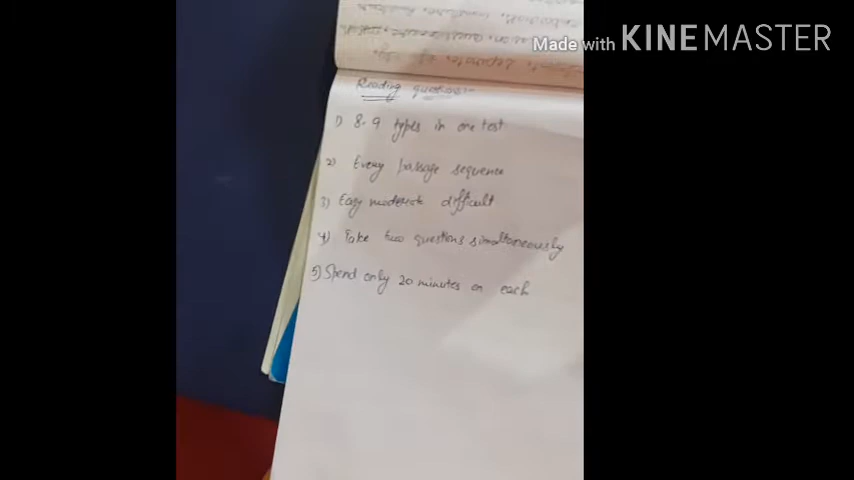 Made with KINEMASTER
Reading questions:-
1) 8-9 types in one test
2) Every passage sequence
3) Easy moderate difficult
4) Take two questions simultaneously
5) Spend only 20 minutes on each